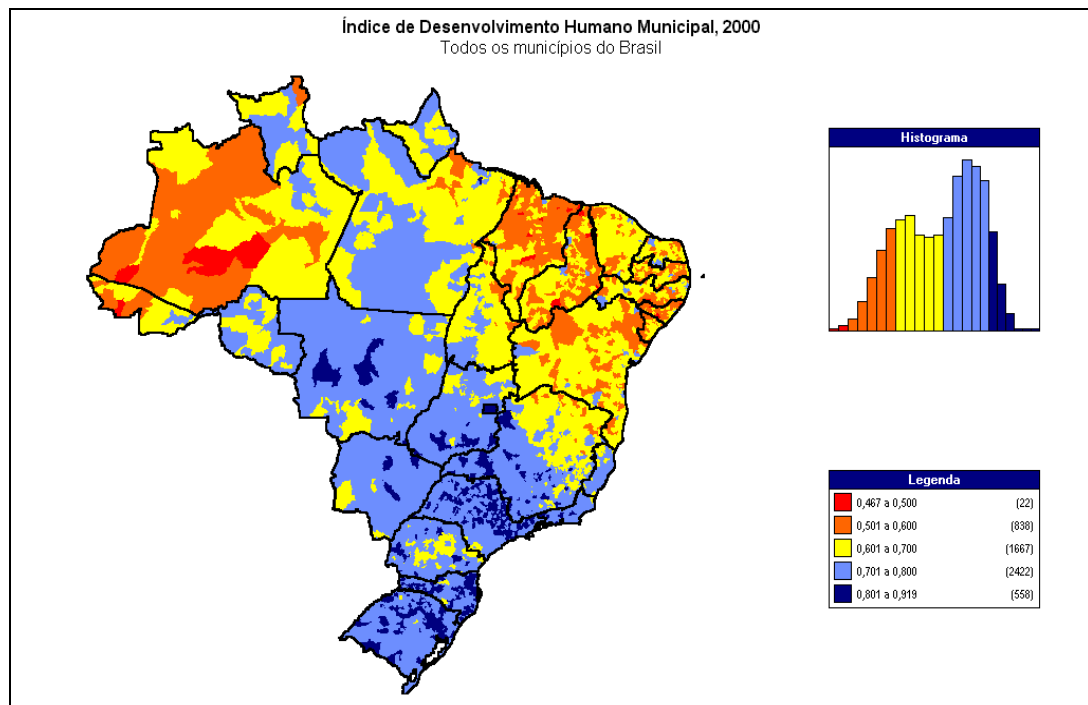 Índice de Desenvolvimento Humano Municipal, 2000
Todos os municípios do Brasil
Histograma
Legenda
0,467 a 0,500 (22)
0,501 a 0,600 (838)
0,601 a 0,700 (1667)
0,701 a 0,800 (2422)
0,801 a 0,919 (558)